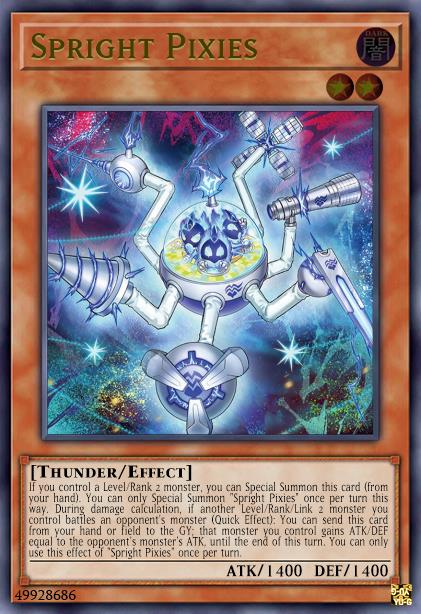 Spright Pixies
DARK
闇
[Thunder/Effect]
If you control a Level/Rank 2 monster, you can Special Summon this card (from
your hand). You can only Special Summon "Spright Pixies" once per turn this
way. During damage calculation, if another Level/Rank/Link 2 monster you
control battles an opponent's monster (Quick Effect): You can send this card
from your hand or field to the GY; that monster you control gains ATK/DEF
equal to the opponent's monster's ATK, until the end of this turn. You can only
use this effect of "Spright Pixies" once per turn.
ATK/1400 DEF/1400
49928686